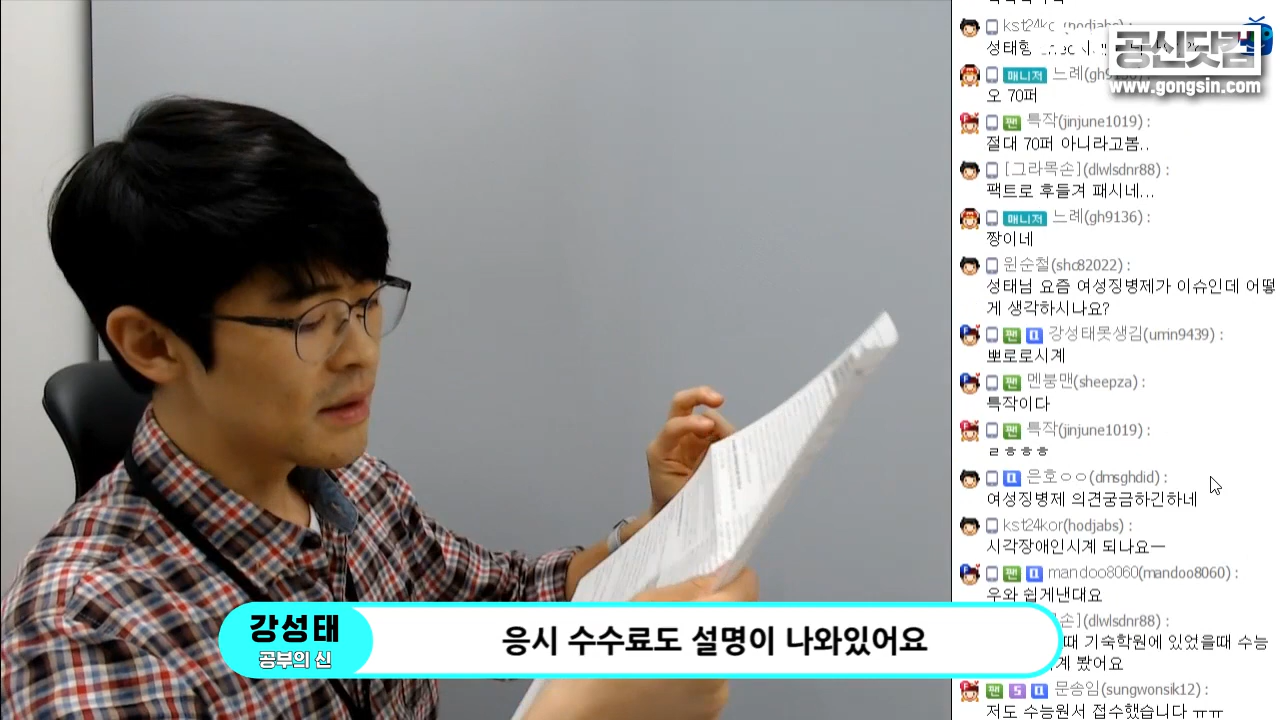 kst24kor(hodjabs) :
성태형
공신닷컴
www.gongsin.com
매니저 느례(gh9136) :
오 70퍼
팬 특작(jinjune1019) :
절대 70퍼 아니라고봄..
[그라목손](dlwlsdnr88) :
팩트로 후들겨 패시네...
매니저 느례(gh9136) :
짱이네
윈순철(shc82022) :
성태님 요즘 여성징병제가 이슈인데 어떻
게 생각하시나요?
팬 강성태못생김(umin9439) :
뽀로로시계
팬 멘붕맨(sheepza) :
특작이다
팬 특작(jinjune1019) :
ㄹㅎㅎㅎ
은호ㅇㅇ(dmsghdid) :
여성징병제 의견궁금하긴하네
kst24kor(hodjabs) :
시각장애인시계 되나요ㅡ
팬 mandoo8060(mandoo8060) :
우와 쉽게낸대요
손](dlwlsdnr88) :
때 기숙학원에 있었을때 수능
계 봤어요
팬 S 문송임(sungwonsik12) :
저도 수능원서 접수했습니다 ㅠㅠ
강성태
공부의 신
응시 수수료도 설명이 나와있어요